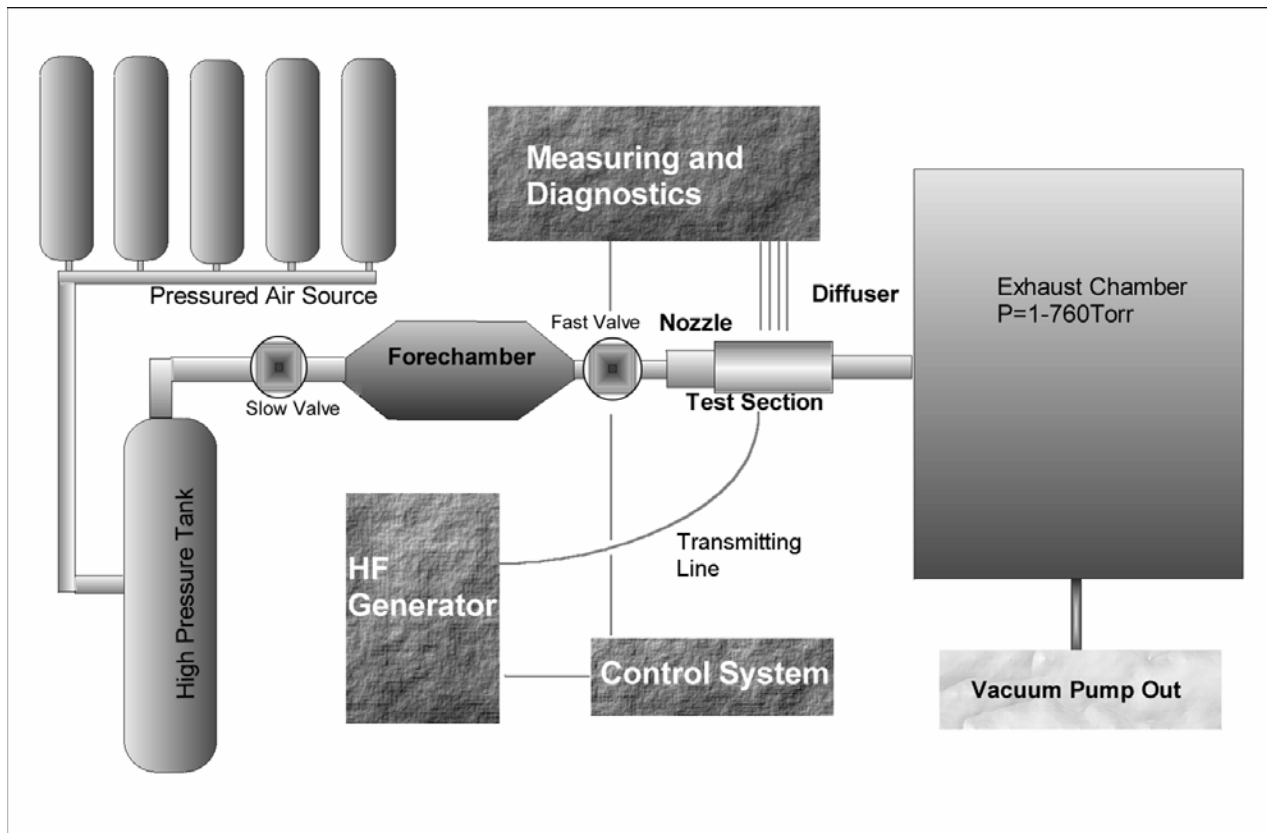 Measuring and
Diagnostics
Pressured Air Source
Diffuser
Exhaust Chamber
P=1-760Torr
Fast Valve
Nozzle
Forechamber
Slow Valve
Test Section
High Pressure Tank
Transmitting
Line
HF
Generator
Control System
Vacuum Pump Out